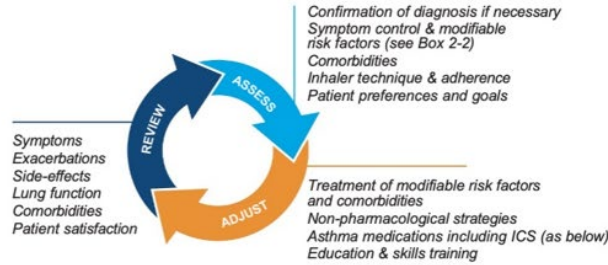 Confirmation of diagnosis if necessary
Symptom control & modifiable
risk factors (see Box 2-2)
Comorbidities
Inhaler technique & adherence
Patient preferences and goals
ASSESS
REVIEW
Symptoms
Exacerbations
Side-effects
Lung function
Comorbidities
Patient satisfaction
ADJUST
Treatment of modifiable risk factors
and comorbidities
Non-pharmacological strategies
Asthma medications including ICS (as below)
Education & skills training